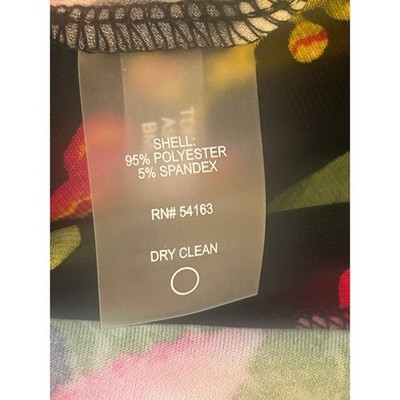 SHELL:
95% POLYESTER
5% SPANDEX
RN# 54163
DRY CLEAN